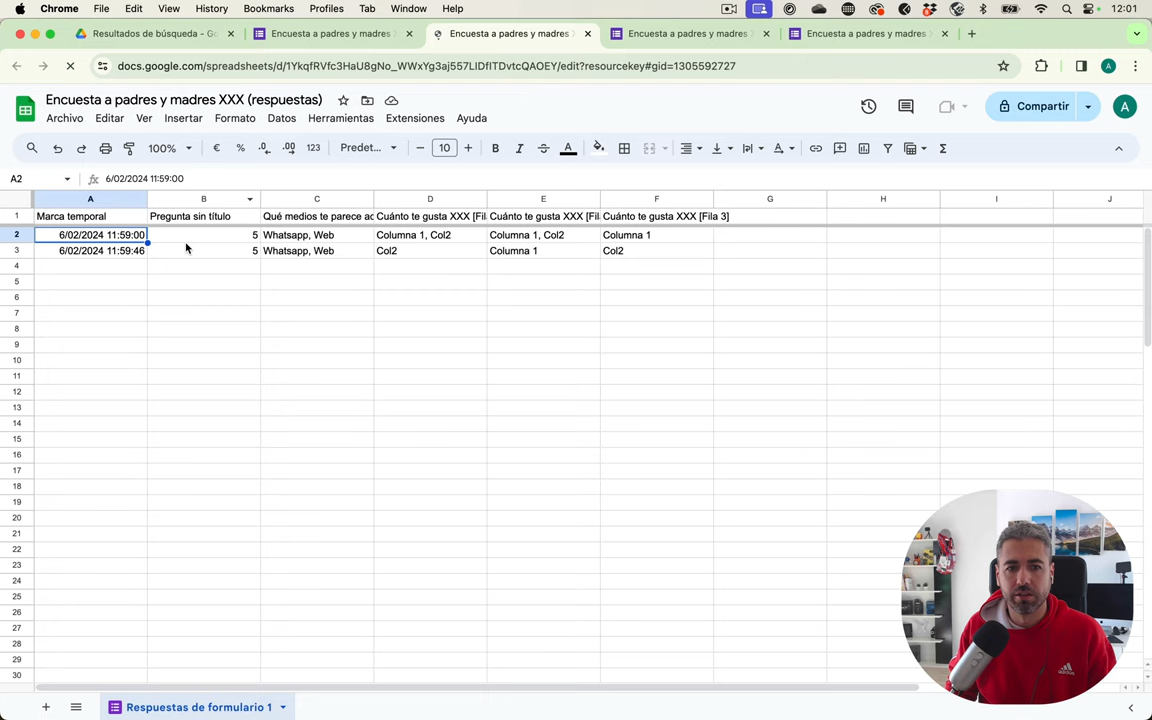 Chrome File Edit View History Bookmarks Profiles Tab Window Help 12:01
Resultados de búsqueda - Go
Encuesta a padres y madres
Encuesta a padres y madres
Encuesta a padres y madres
Encuesta a padres y madres
docs.google.com/spreadsheets/d/1YkqfRVfc3HaU8gNo_WWxYg3aj557LIDfITDvtcQAOEY/edit?resourcekey#gid=1305592727
A
Encuesta a padres y madres XXX (respuestas)
Archivo Editar Ver Insertar Formato Datos Herramientas Extensiones Ayuda
Compartir
A
100% € % .0 .00 123 Predet... 10 B I A
A2 fx 6/02/2024 11:59:00
A B C D E F G H I J
1 Marca temporal Pregunta sin título Qué medios te parece ad Cuánto te gusta XXX [Fil Cuánto te gusta XXX [Fil Cuánto te gusta XXX [Fila 3]
2 6/02/2024 11:59:00 5 Whatsapp, Web Columna 1, Col2 Columna 1, Col2 Columna 1
3 6/02/2024 11:59:46 5 Whatsapp, Web Col2 Columna 1 Col2
4
5
6
7
8
9
10
11
12
13
14
15
16
17
18
19
20
21
22
23
24
25
26
27
28
29
30
Respuestas de formulario 1